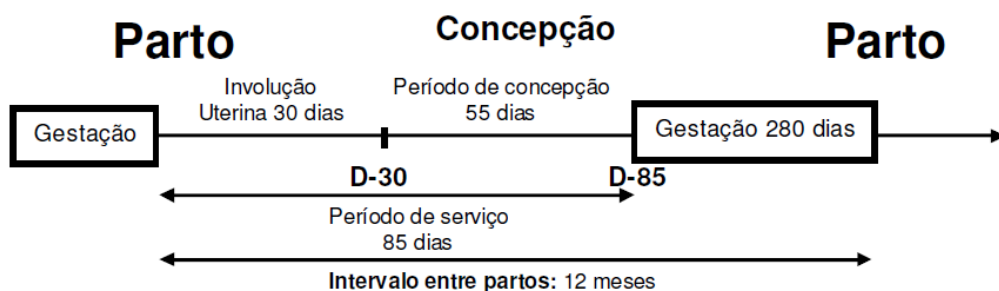 Parto
Concepção
Parto
Involução
Uterina 30 dias
Período de concepção
55 dias
Gestação
Gestação 280 dias
D-30
D-85
Período de serviço
85 dias
Intervalo entre partos: 12 meses